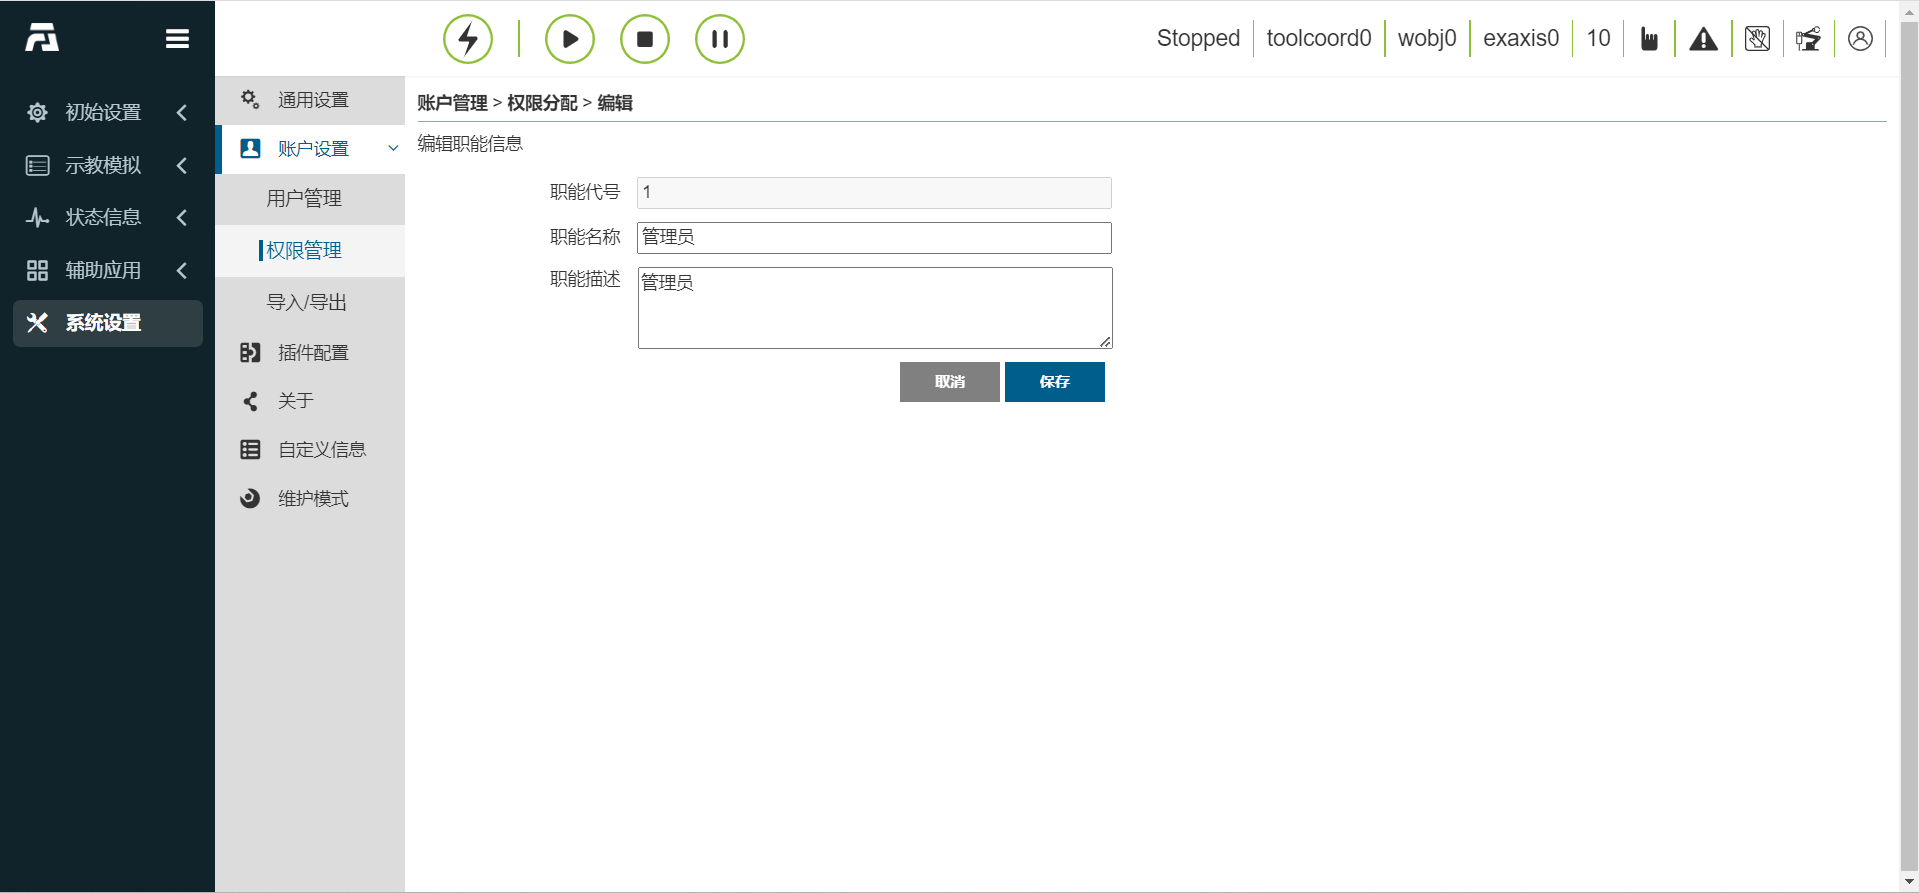 Stopped
toolcoord0
wobj0
exaxis0
10
初始设置
示教模拟
状态信息
辅助应用
系统设置
通用设置
账户设置
用户管理
权限管理
导入/导出
插件配置
关于
自定义信息
维护模式
账户管理 > 权限分配 > 编辑
编辑职能信息
职能代号 1
职能名称 管理员
职能描述 管理员
取消 保存